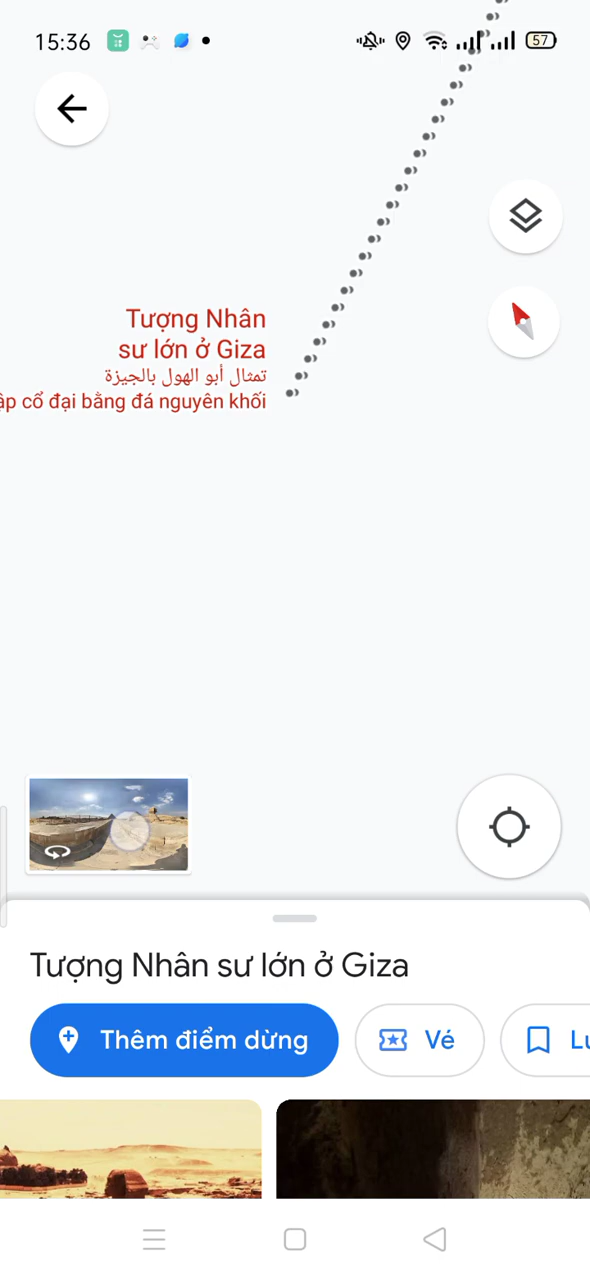 15:36
57
Tượng Nhân
sư lớn ở Giza
تمثال أبو الهول بالجيزة
cổ đại bằng đá nguyên khối
Tượng Nhân sư lớn ở Giza
Thêm điểm dừng
Vé